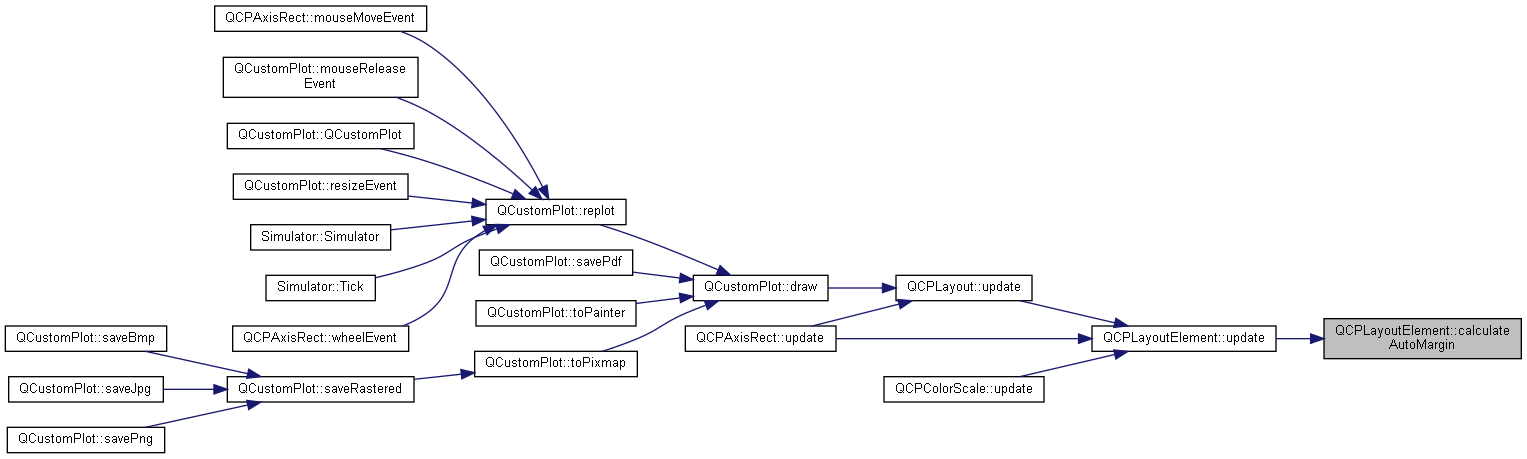 QCPAxisRect::mouseMoveEvent
QCustomPlot::mouseRelease
Event
QCustomPlot::QCustomPlot
QCustomPlot::resizeEvent
QCustomPlot::replot
Simulator::Simulator
QCustomPlot::savePdf
Simulator::Tick
QCustomPlot::draw
QCPLayout::update
QCustomPlot::toPainter
QCustomPlot::saveBmp
QCPAxisRect::wheelEvent
QCPAxisRect::update
QCPLayoutElement::update
QCPLayoutElement::calculate
AutoMargin
QCustomPlot::toPixmap
QCustomPlot::saveJpg
QCustomPlot::saveRastered
QCPColorScale::update
QCustomPlot::savePng